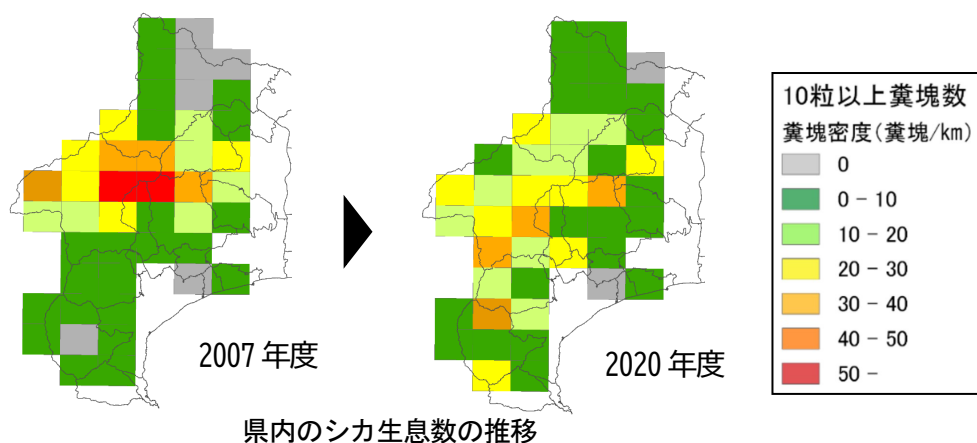 10粒以上糞塊数
糞塊密度(糞塊/km)
0
0 - 10
10 - 20
20 - 30
30 - 40
40 - 50
50 -
2007 年度
2020 年度
県内のシカ生息数の推移